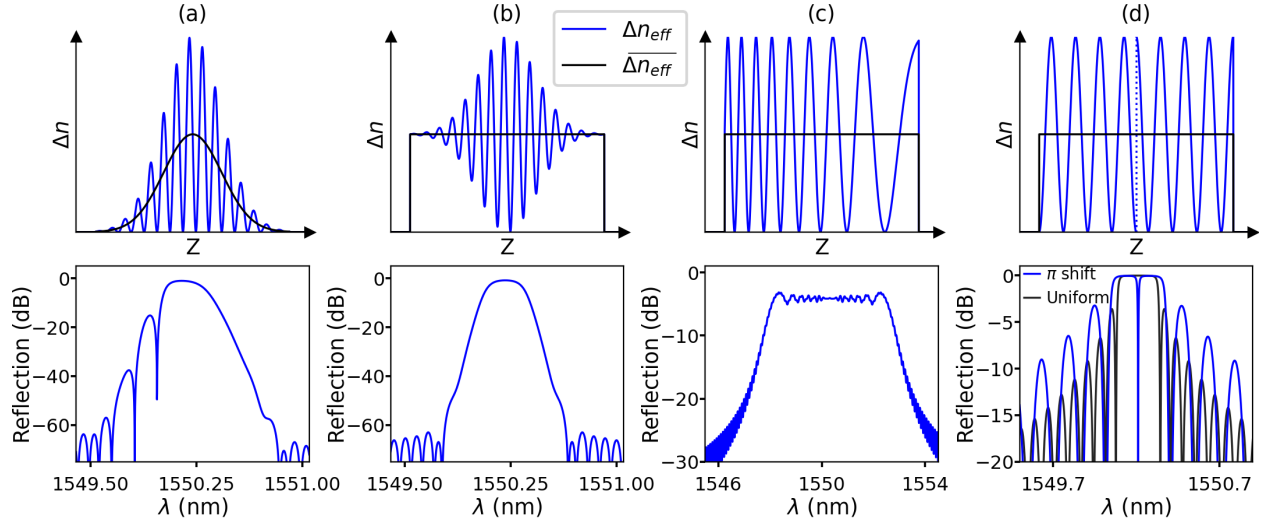 (a)
(b)
(c)
(d)
Δn_eff
\overline{Δn_eff}
Δn
Δn
Δn
Δn
Z
Z
Z
Z
0
−20
−40
−60
Reflection (dB)
1549.50 1550.25 1551.00
λ (nm)
0
−20
−40
−60
Reflection (dB)
1549.50 1550.25 1551.00
λ (nm)
0
−10
−20
−30
Reflection (dB)
1546 1550 1554
λ (nm)
π shift
Uniform
0
−5
−10
−15
−20
Reflection (dB)
1549.7 1550.7
λ (nm)